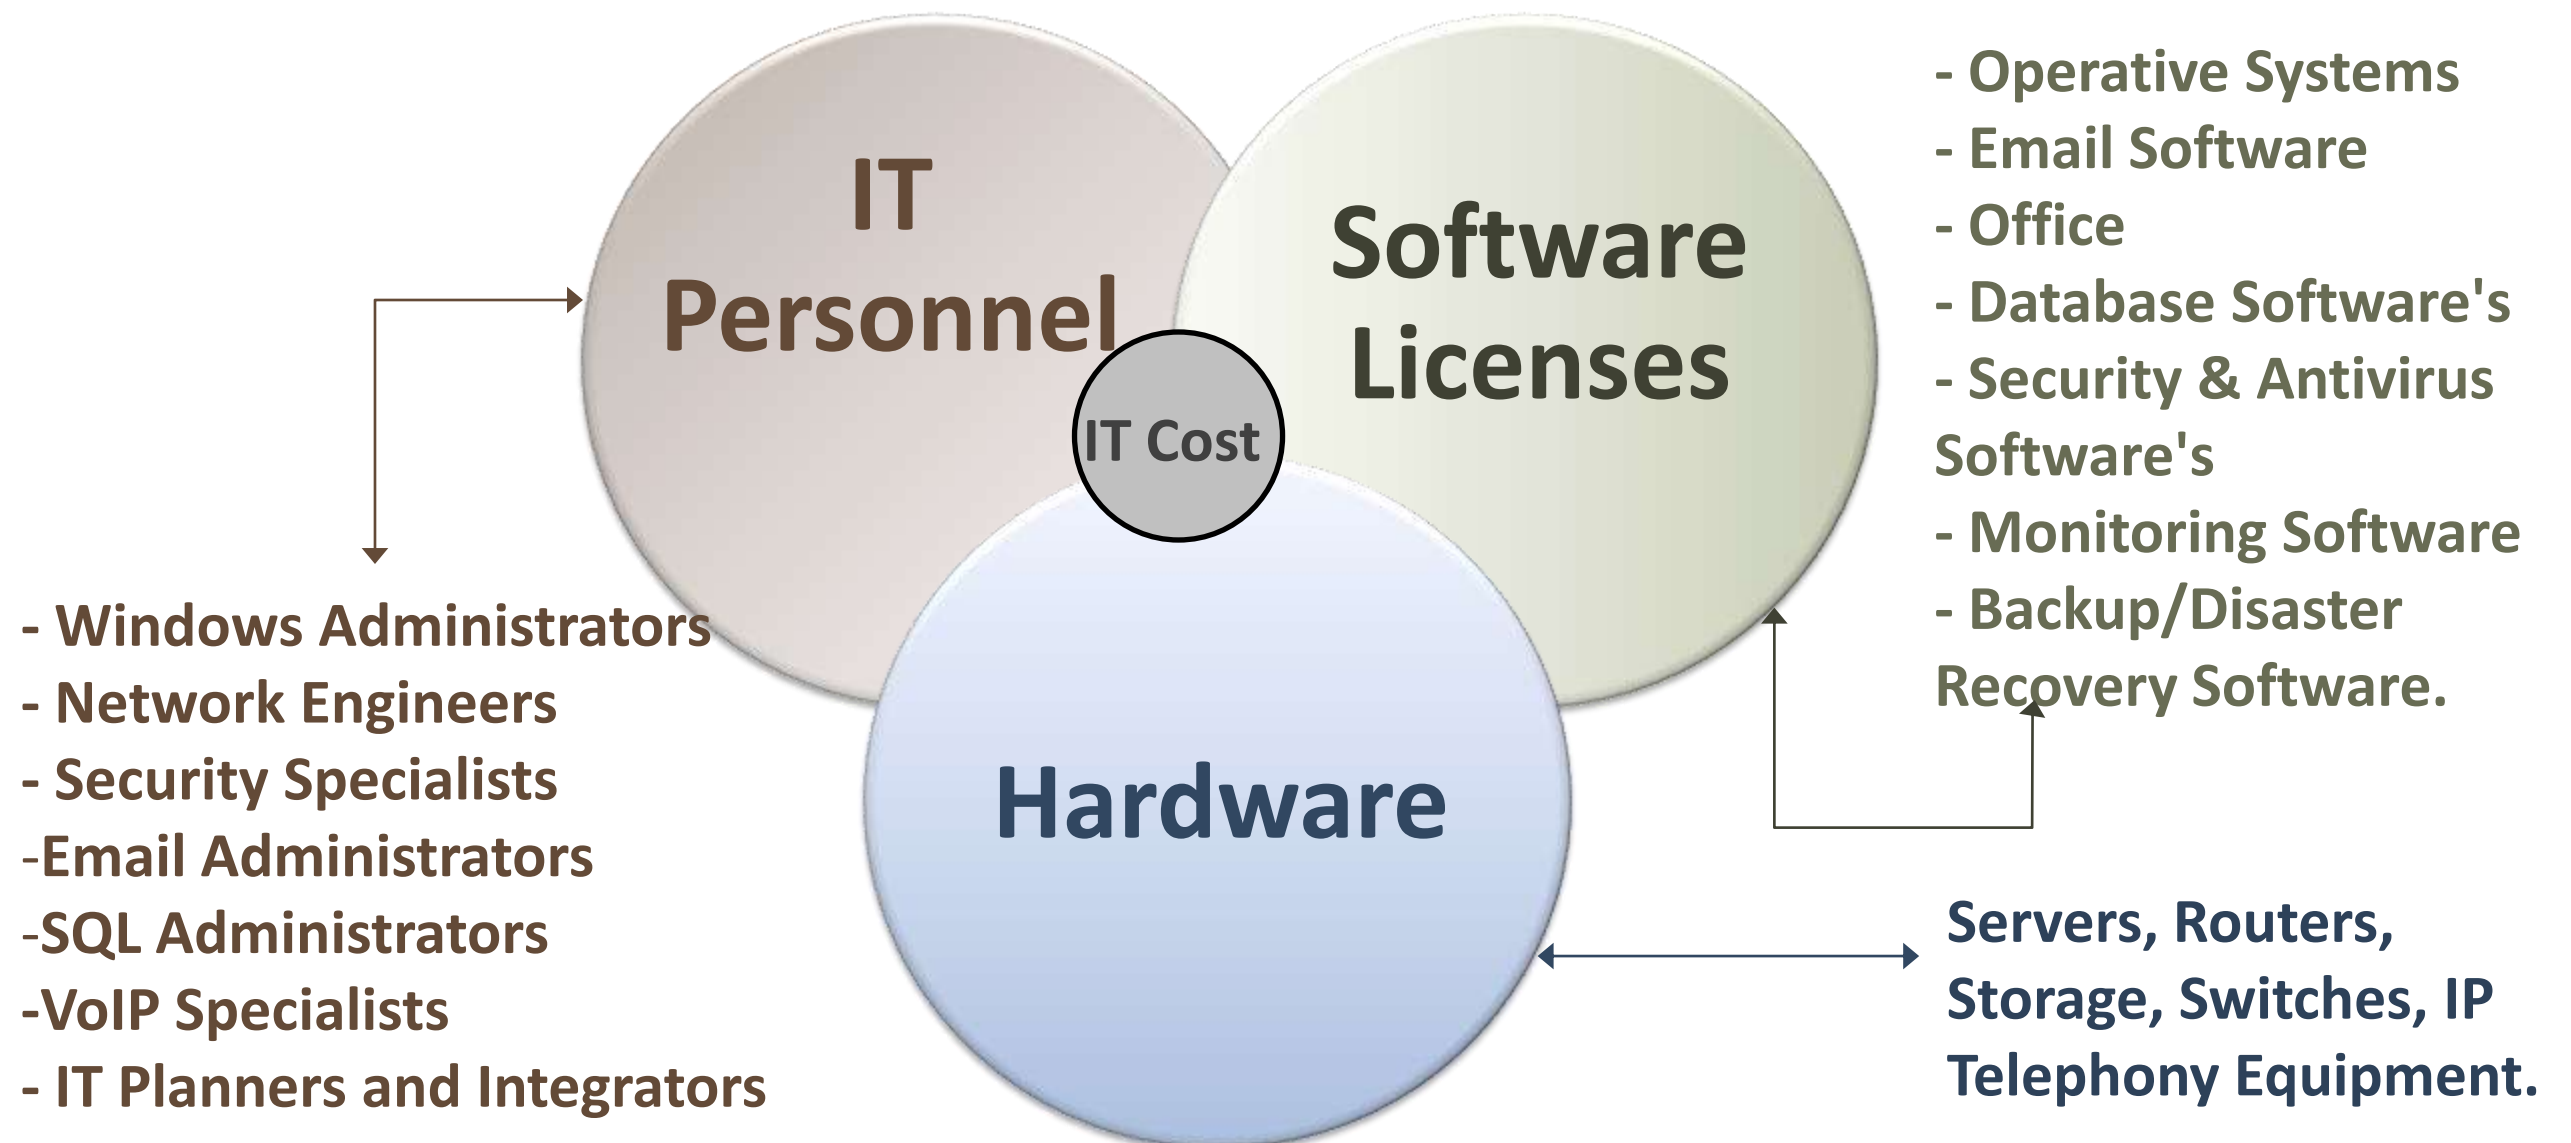 IT
Personnel
Software
Licenses
IT Cost
Hardware
- Windows Administrators
- Network Engineers
- Security Specialists
-Email Administrators
-SQL Administrators
-VoIP Specialists
- IT Planners and Integrators
- Operative Systems
- Email Software
- Office
- Database Software's
- Security & Antivirus
Software's
- Monitoring Software
- Backup/Disaster
Recovery Software.
Servers, Routers,
Storage, Switches, IP
Telephony Equipment.